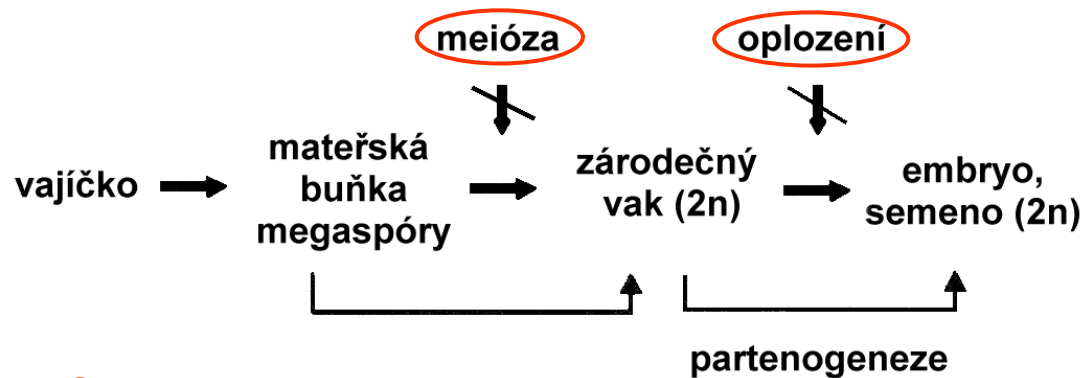 meióza
oplození
vajíčko
mateřská
buňka
megaspóry
zárodečný
vak (2n)
embryo,
semeno (2n)
partenogeneze